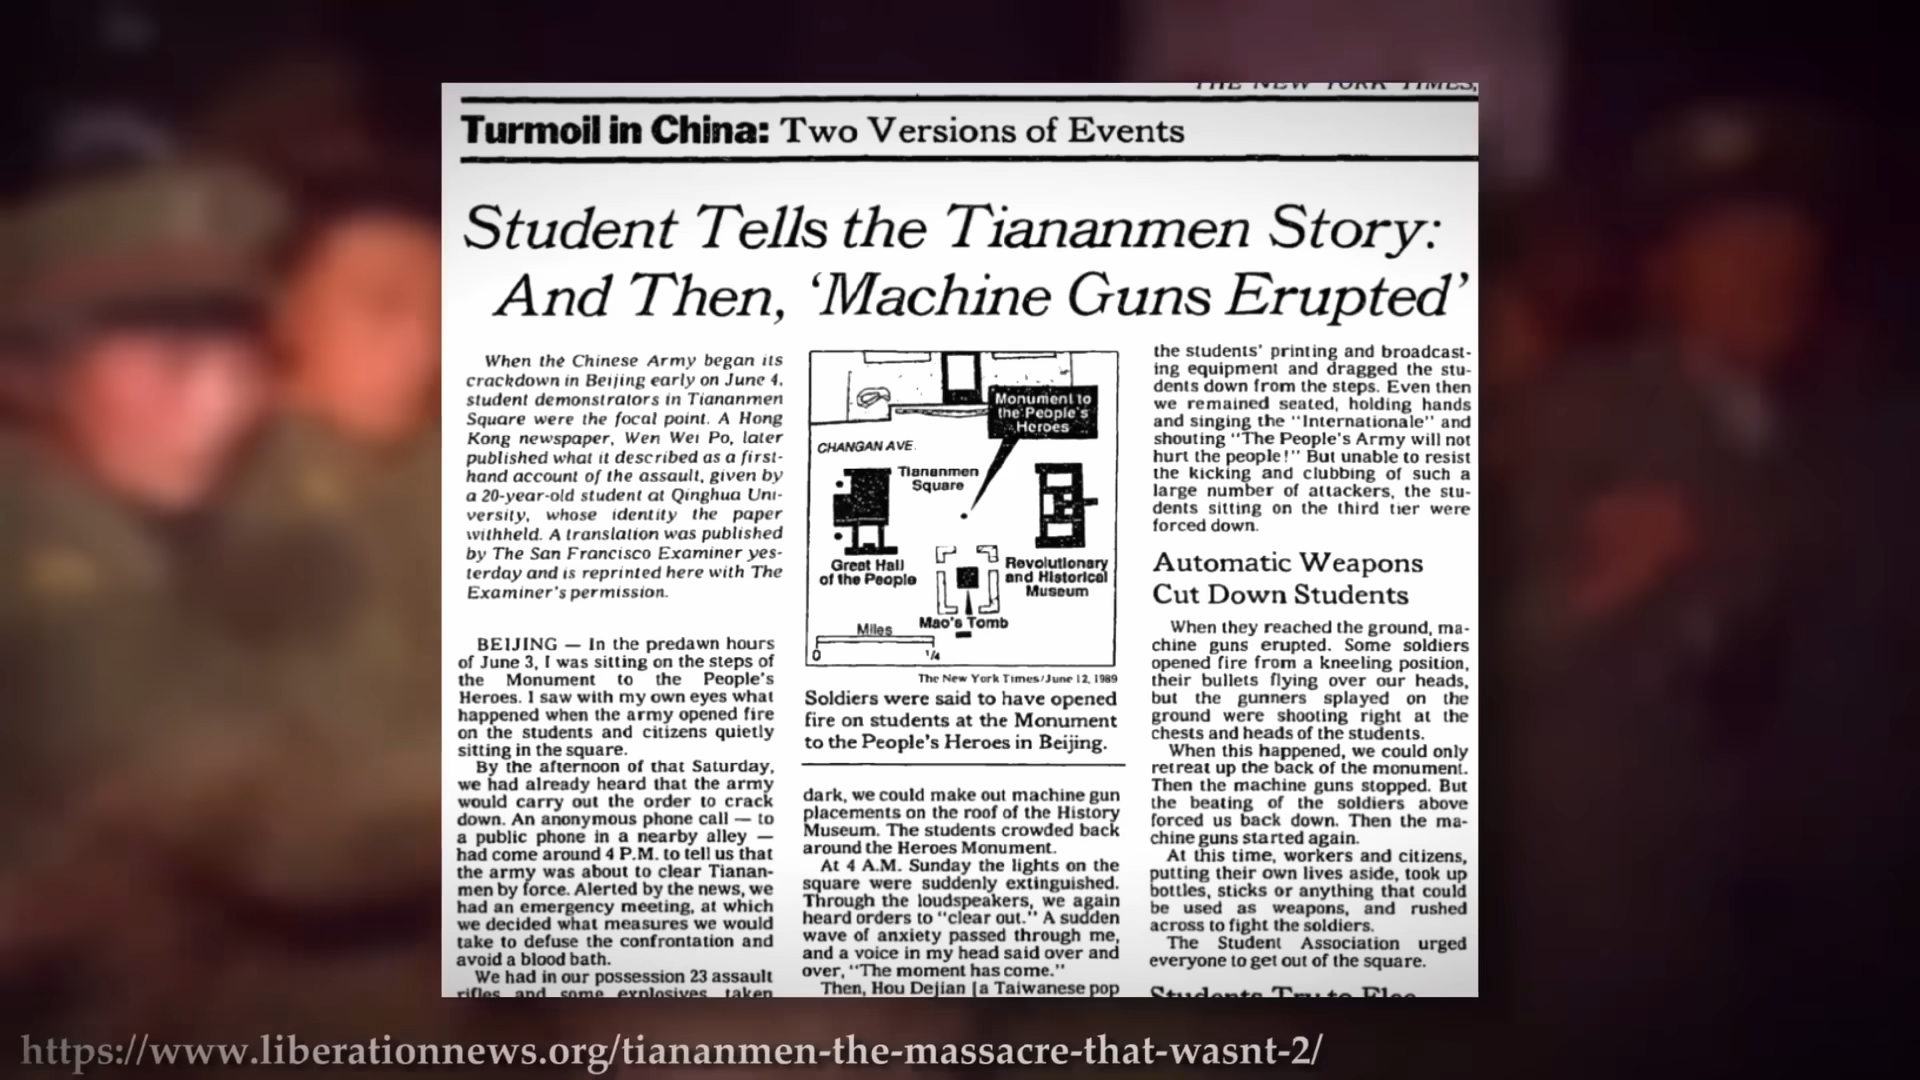 THE NEW YORK TIMES,
Turmoil in China: Two Versions of Events
Student Tells the Tiananmen Story:
And Then, ‘Machine Guns Erupted’
When the Chinese Army began its
crackdown in Beijing early on June 4,
student demonstrators in Tiananmen
Square were the focal point. A Hong
Kong newspaper, Wen Wei Po, later
published what it described as a first-
hand account of the assault, given by
a 20-year-old student at Qinghua Uni-
versity, whose identity the paper
withheld. A translation was published
by The San Francisco Examiner yes-
terday and is reprinted here with The
Examiner's permission.
BEIJING — In the predawn hours
of June 3, I was sitting on the steps of
the Monument to the People's
Heroes. I saw with my own eyes what
happened when the army opened fire
on the students and citizens quietly
sitting in the square.
By the afternoon of that Saturday,
we had already heard that the army
would carry out the order to crack
down. An anonymous phone call — to
a public phone in a nearby alley —
had come around 4 P.M. to tell us that
the army was about to clear Tianan-
men by force. Alerted by the news, we
had an emergency meeting, at which
we decided what measures we would
take to defuse the confrontation and
avoid a blood bath.
We had in our possession 23 assault
rifles and some explosives taken
Monument to
the People's
Heroes
CHANGAN AVE.
Tiananmen
Square
Great Hall
of the People
Revolutionary
and Historical
Museum
Mao's Tomb
Miles
0 1/4
The New York Times/June 12, 1989
Soldiers were said to have opened
fire on students at the Monument
to the People's Heroes in Beijing.
dark, we could make out machine gun
placements on the roof of the History
Museum. The students crowded back
around the Heroes Monument.
At 4 A.M. Sunday the lights on the
square were suddenly extinguished.
Through the loudspeakers, we again
heard orders to "clear out." A sudden
wave of anxiety passed through me,
and a voice in my head said over and
over, "The moment has come."
Then, Hou Dejian [a Taiwanese pop
the students' printing and broadcast-
ing equipment and dragged the stu-
dents down from the steps. Even then
we remained seated, holding hands
and singing the "Internationale" and
shouting "The People's Army will not
hurt the people!" But unable to resist
the kicking and clubbing of such a
large number of attackers, the stu-
dents sitting on the third tier were
forced down.
Automatic Weapons
Cut Down Students
When they reached the ground, ma-
chine guns erupted. Some soldiers
opened fire from a kneeling position,
their bullets flying over our heads,
but the gunners splayed on the
ground were shooting right at the
chests and heads of the students.
When this happened, we could only
retreat up the back of the monument.
Then the machine guns stopped. But
the beating of the soldiers above
forced us back down. Then the ma-
chine guns started again.
At this time, workers and citizens,
putting their own lives aside, took up
bottles, sticks or anything that could
be used as weapons, and rushed
across to fight the soldiers.
The Student Association urged
everyone to get out of the square.
Students Try to Flee
https://www.liberationnews.org/tiananmen-the-massacre-that-wasnt-2/